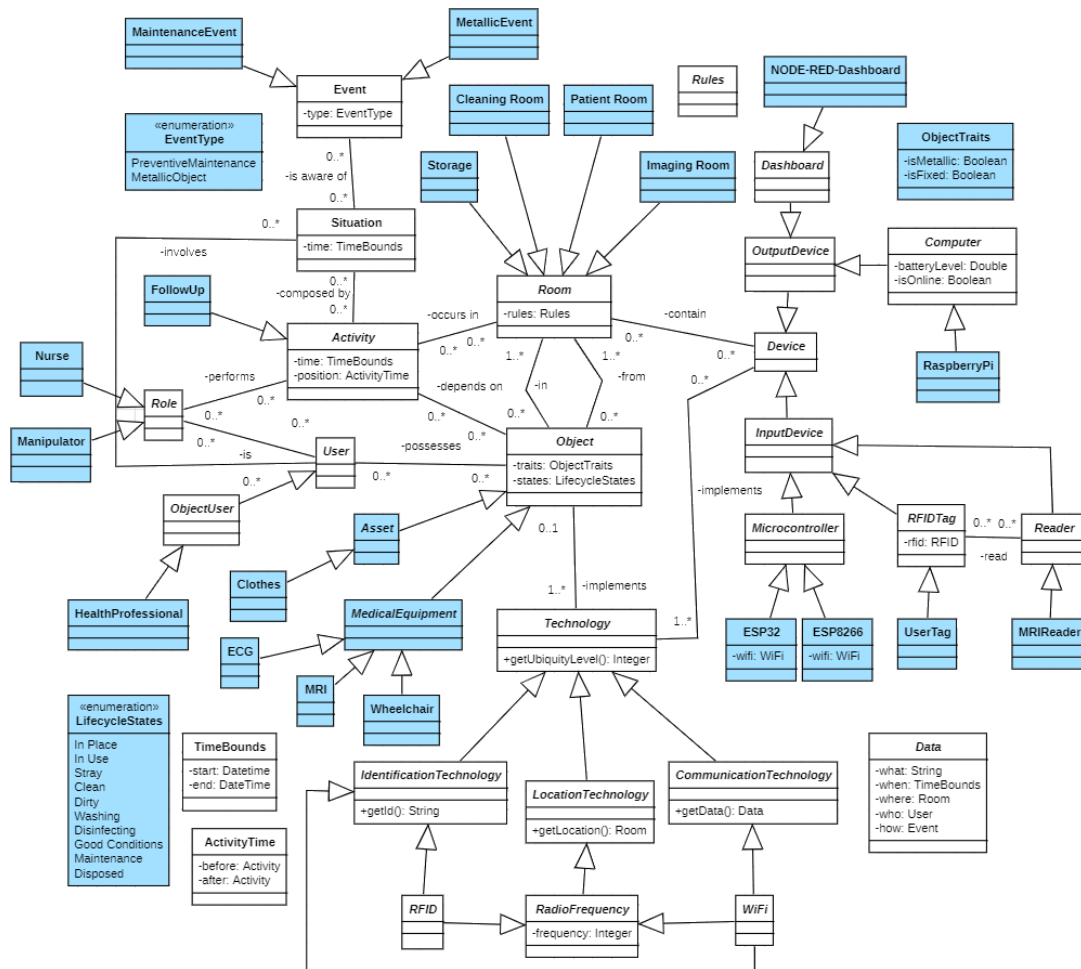 MaintenanceEvent
MetallicEvent
Event
-type: EventType
«enumeration»
EventType
PreventiveMaintenance
MetallicObject
0..*
-is aware of
0..*
Cleaning Room
Patient Room
Storage
Imaging Room
Rules
NODE-RED-Dashboard
ObjectTraits
-isMetallic: Boolean
-isFixed: Boolean
Dashboard
OutputDevice
Computer
-batteryLevel: Double
-isOnline: Boolean
RaspberryPi
0..*
-involves
Situation
-time: TimeBounds
0..*
-composed by
0..*
FollowUp
Activity
-time: TimeBounds
-position: ActivityTime
-occurs in
0..*
0..*
Room
-rules: Rules
-contain
0..*
0..*
Device
0..*
1..*
1..*
-in
-from
0..*
0..*
Nurse
Manipulator
Role
-performs
0..*
0..*
-depends on
0..*
0..*
0..*
-is
0..*
0..*
User
-possesses
0..*
0..*
Object
-traits: ObjectTraits
-states: LifecycleStates
InputDevice
-implements
ObjectUser
HealthProfessional
Asset
Clothes
0..1
-implements
1..*
MedicalEquipment
ECG
MRI
Wheelchair
Microcontroller
RFIDTag
-rfid: RFID
0..*
0..*
-read
Reader
ESP32
-wifi: WiFi
ESP8266
-wifi: WiFi
UserTag
MRIReader
Technology
+getUbiquityLevel(): Integer
1..*
«enumeration»
LifecycleStates
In Place
In Use
Stray
Clean
Dirty
Washing
Disinfecting
Good Conditions
Maintenance
Disposed
TimeBounds
-start: Datetime
-end: DateTime
ActivityTime
-before: Activity
-after: Activity
IdentificationTechnology
+getId(): String
LocationTechnology
+getLocation(): Room
CommunicationTechnology
+getData(): Data
Data
-what: String
-when: TimeBounds
-where: Room
-who: User
-how: Event
RFID
RadioFrequency
-frequency: Integer
WiFi